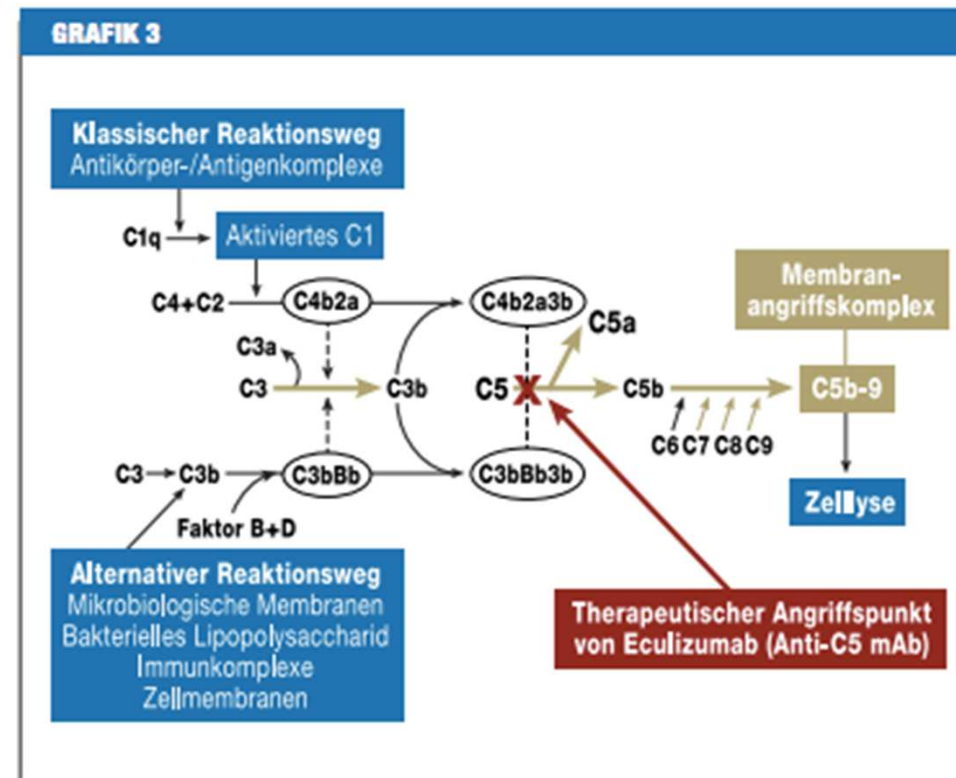 GRAFIK 3
Klassischer Reaktionsweg
Antikörper-/Antigenkomplexe
C1q
Aktiviertes C1
C4+C2
C4b2a
C4b2a3b
C5a
Membran-
angriffskomplex
C3a
C3
C3b
C5
C5b
C5b-9
C6 C7 C8 C9
C3
C3b
C3bBb
C3bBb3b
Faktor B+D
Zelllyse
Alternativer Reaktionsweg
Mikrobiologische Membranen
Bakterielles Lipopolysaccharid
Immunkomplexe
Zellmembranen
Therapeutischer Angriffspunkt
von Eculizumab (Anti-C5 mAb)